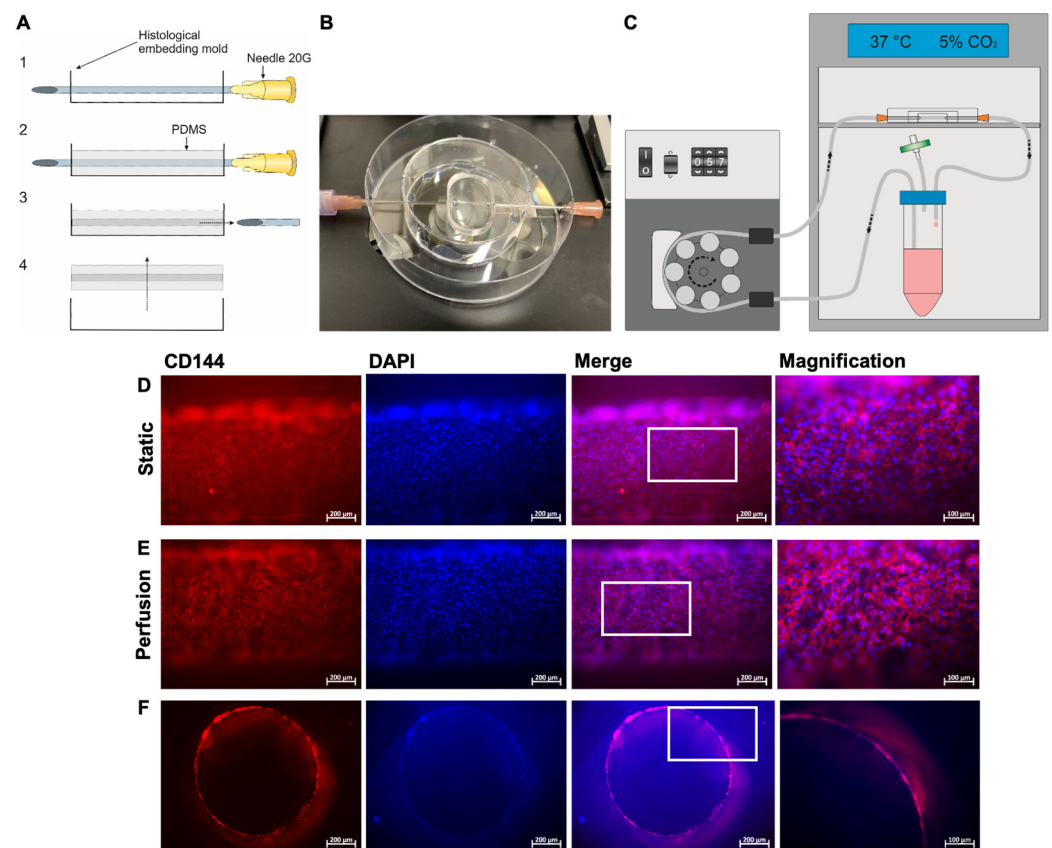 A
Histological
embedding mold
Needle 20G
1
2
PDMS
3
4
B
C
37 °C 5% CO₂
I
O
0 5 7
CD144 DAPI Merge Magnification
D
Static
200 µm 200 µm 200 µm 100 µm
E
Perfusion
200 µm 200 µm 200 µm 100 µm
F
200 µm 200 µm 200 µm 100 µm